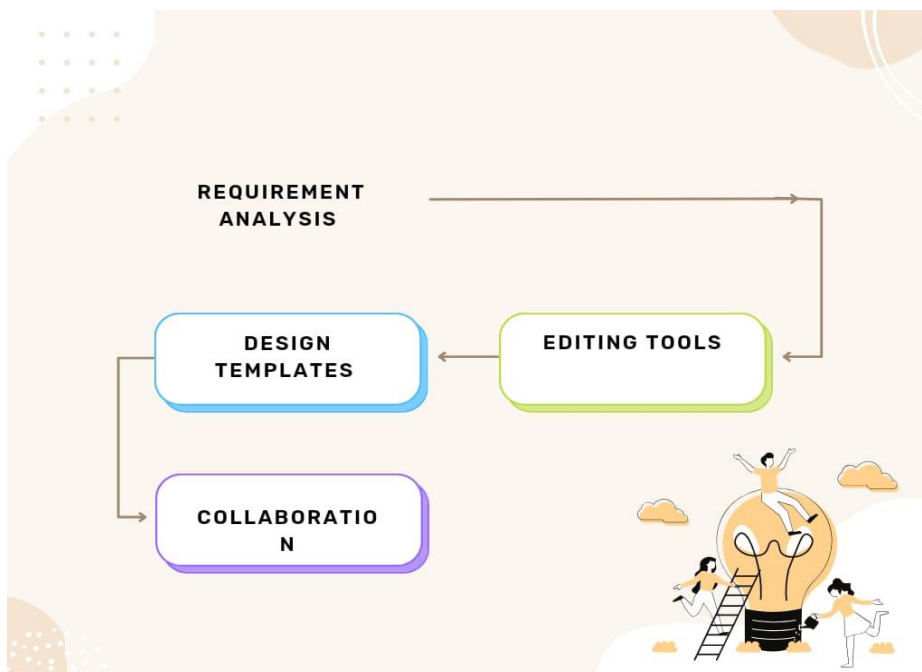 REQUIREMENT
ANALYSIS
DESIGN
TEMPLATES
EDITING TOOLS
COLLABORATIO
N